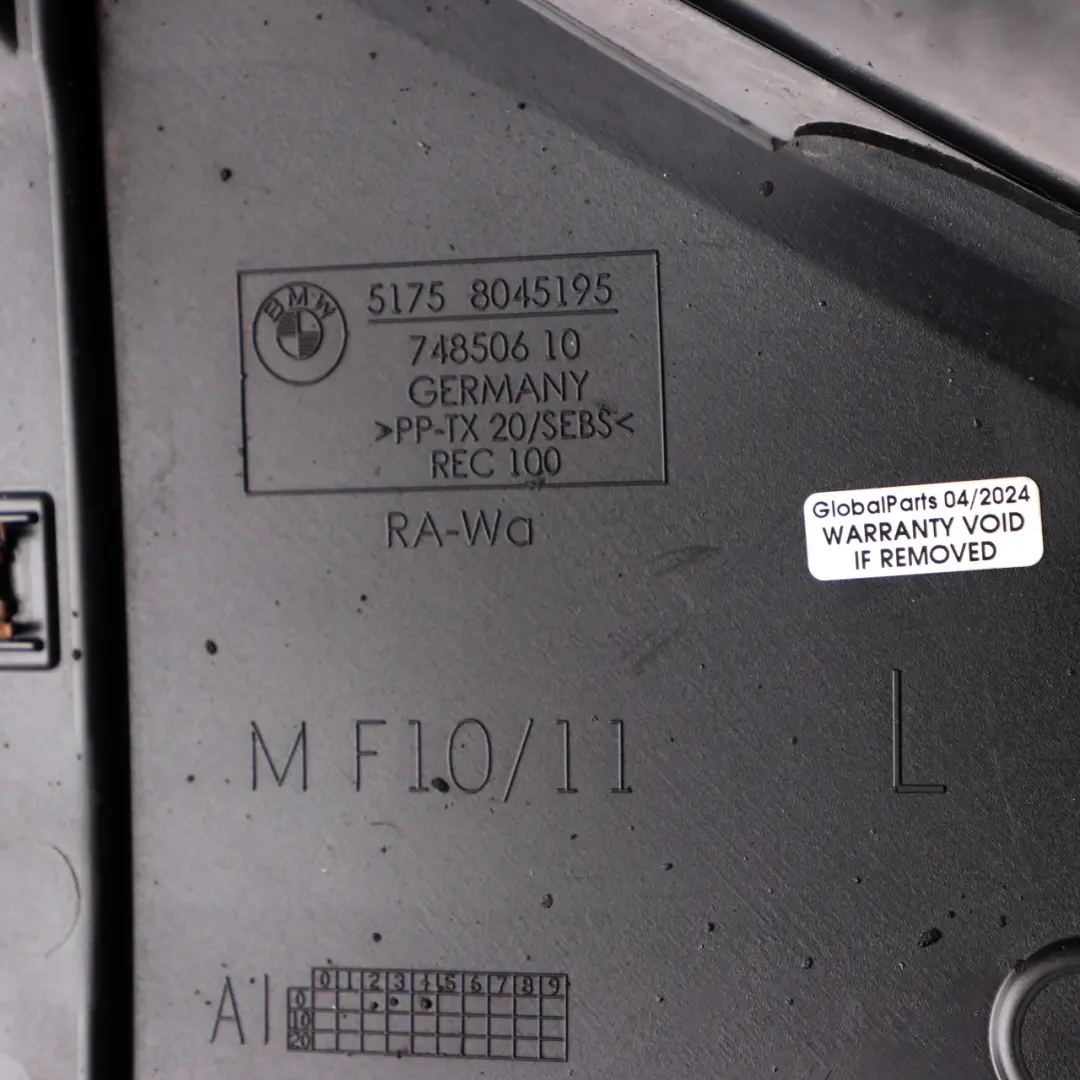 BMW
5175 8045195
748506 10
GERMANY
>PP-TX 20/SEBS<
REC 100
RA-Wa
GlobalParts 04/2024
WARRANTY VOID
IF REMOVED
M F10/11
L
AI
0 1 2 3 4 5 6 7 8 9
0
10
20